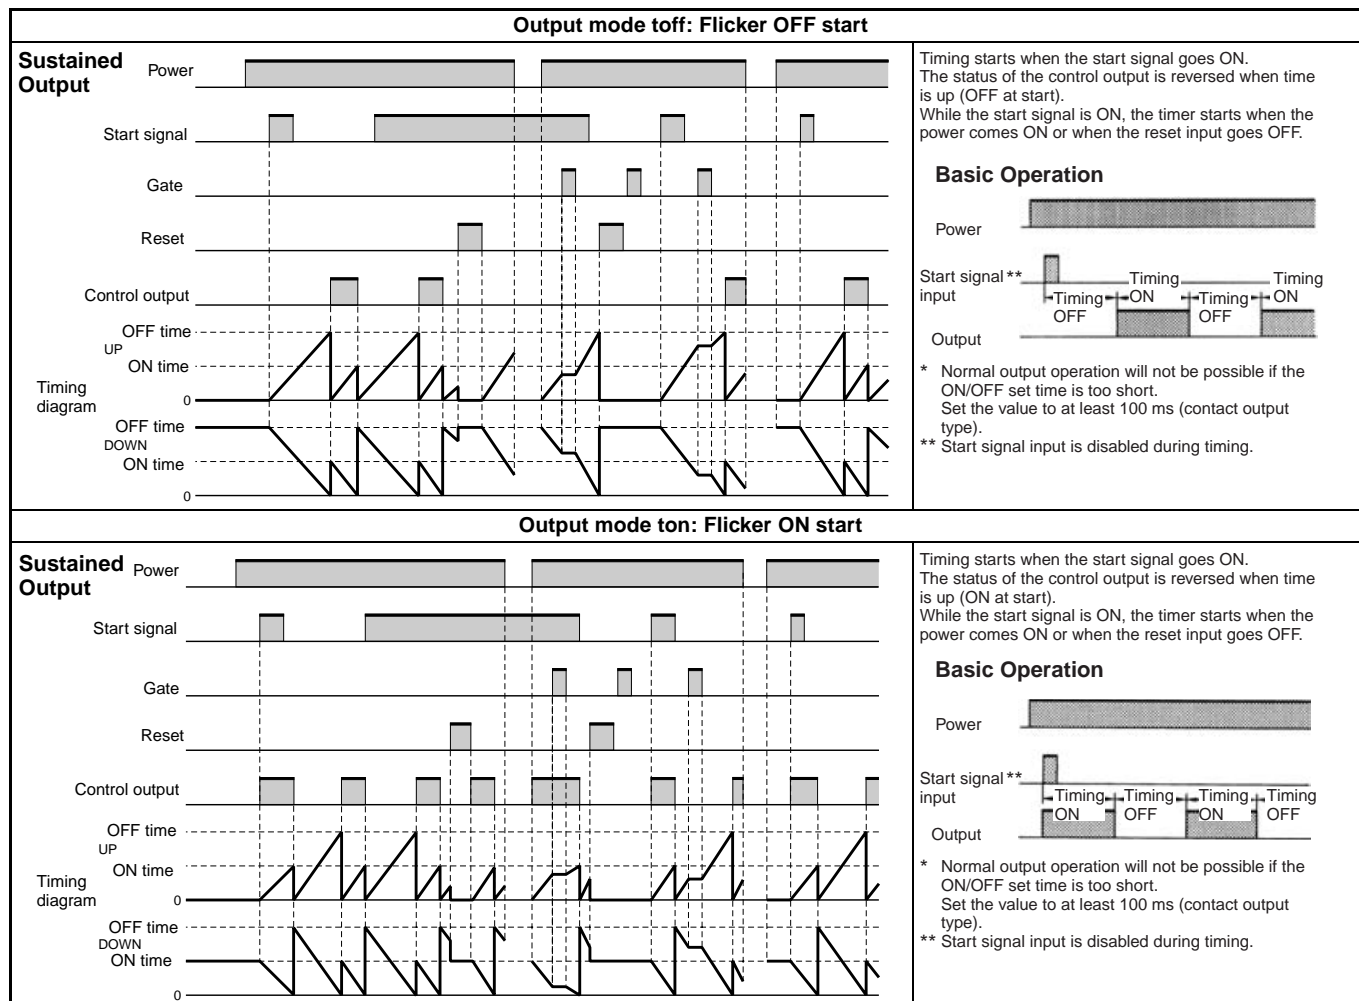 Output mode toff: Flicker OFF start
Sustained
Output
Power
Start signal
Gate
Reset
Control output
OFF time
UP
ON time
Timing
diagram
0
OFF time
DOWN
ON time
0
Timing starts when the start signal goes ON.
The status of the control output is reversed when time
is up (OFF at start).
While the start signal is ON, the timer starts when the
power comes ON or when the reset input goes OFF.
Basic Operation
Power
Start signal **
input
Timing
OFF
Timing
ON
Timing
OFF
Timing
ON
Output
* Normal output operation will not be possible if the
ON/OFF set time is too short.
Set the value to at least 100 ms (contact output
type).
** Start signal input is disabled during timing.
Output mode ton: Flicker ON start
Sustained
Output
Power
Start signal
Gate
Reset
Control output
OFF time
UP
ON time
Timing
diagram
0
OFF time
DOWN
ON time
0
Timing starts when the start signal goes ON.
The status of the control output is reversed when time
is up (ON at start).
While the start signal is ON, the timer starts when the
power comes ON or when the reset input goes OFF.
Basic Operation
Power
Start signal **
input
Timing
ON
Timing
OFF
Timing
ON
Timing
OFF
Output
* Normal output operation will not be possible if the
ON/OFF set time is too short.
Set the value to at least 100 ms (contact output
type).
** Start signal input is disabled during timing.